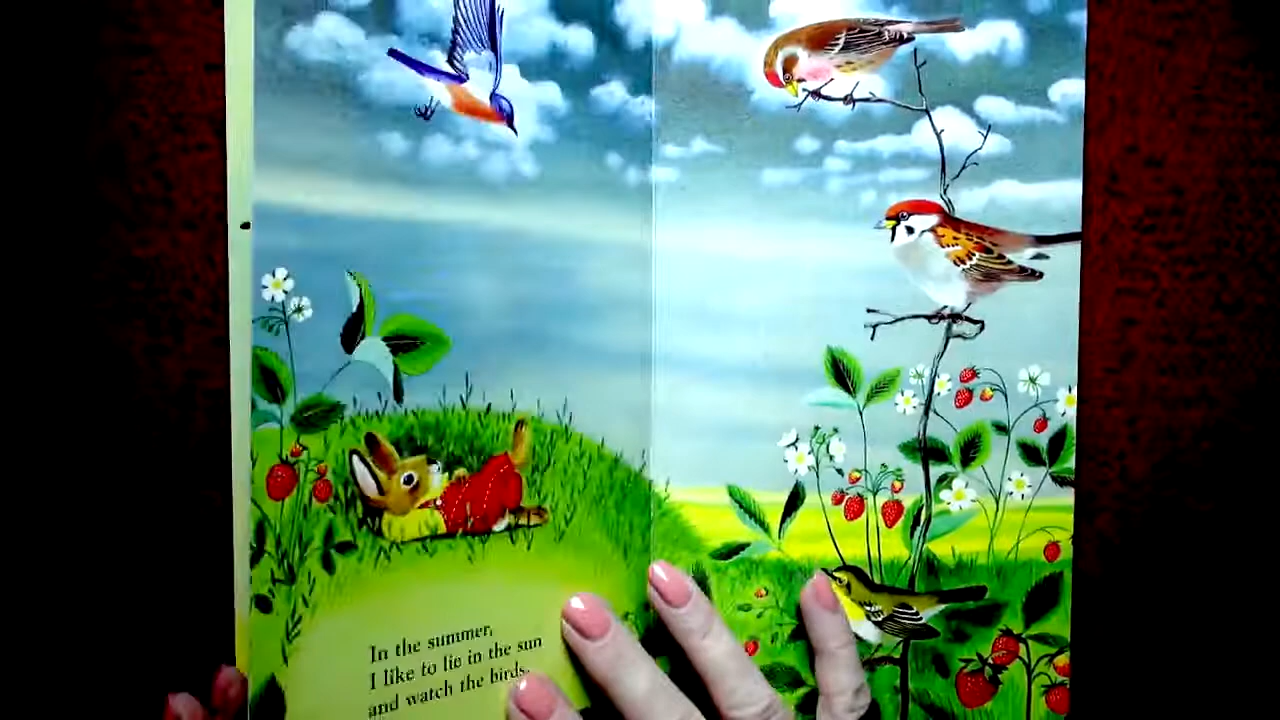 In the summer,
I like to lie in the sun
and watch the birds.